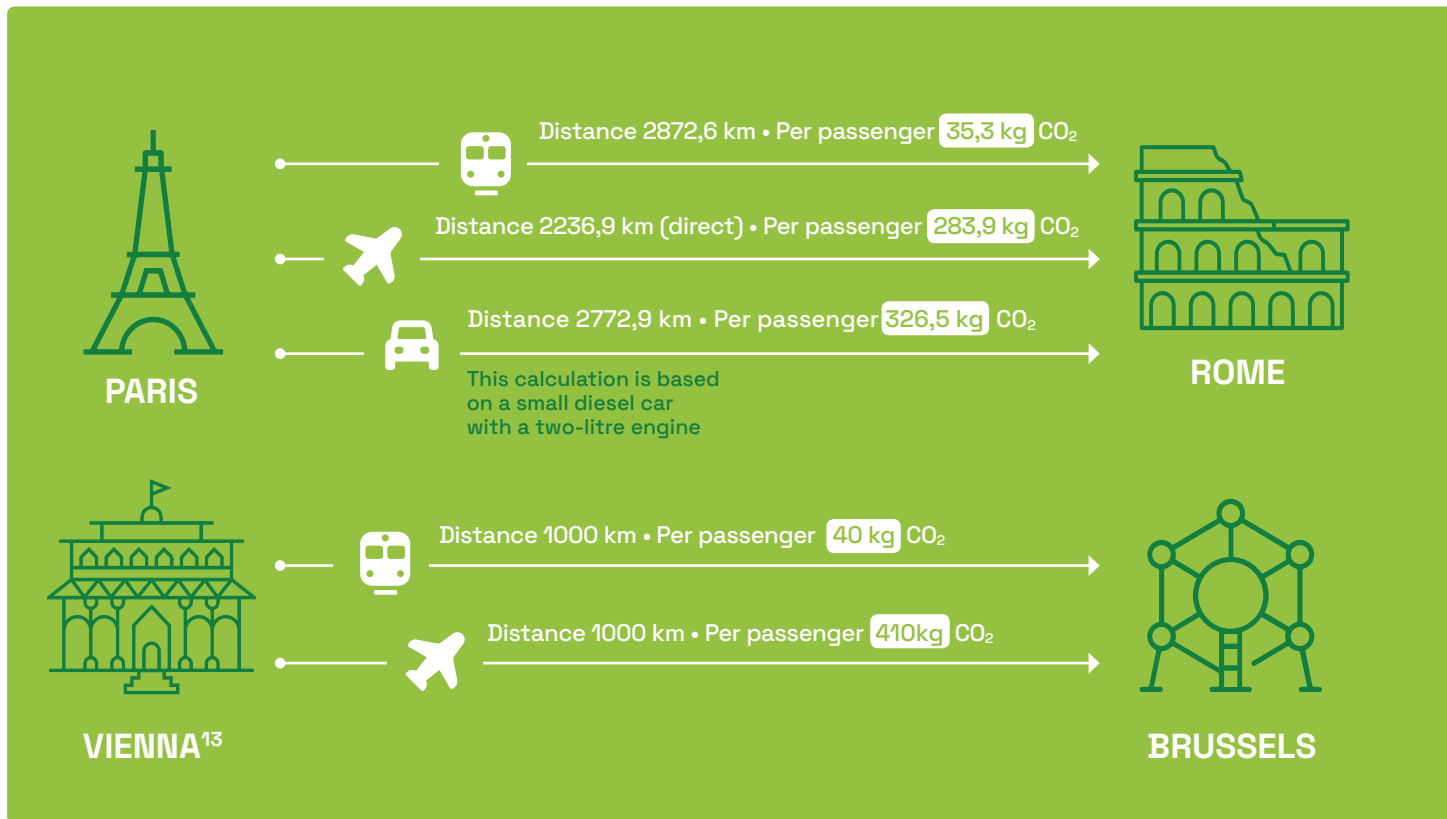 Distance 2872,6 km • Per passenger 35,3 kg CO₂
Distance 2236,9 km (direct) • Per passenger 283,9 kg CO₂
Distance 2772,9 km • Per passenger 326,5 kg CO₂
This calculation is based
on a small diesel car
with a two-litre engine
PARIS
ROME
Distance 1000 km • Per passenger 40 kg CO₂
Distance 1000 km • Per passenger 410kg CO₂
VIENNA¹³
BRUSSELS